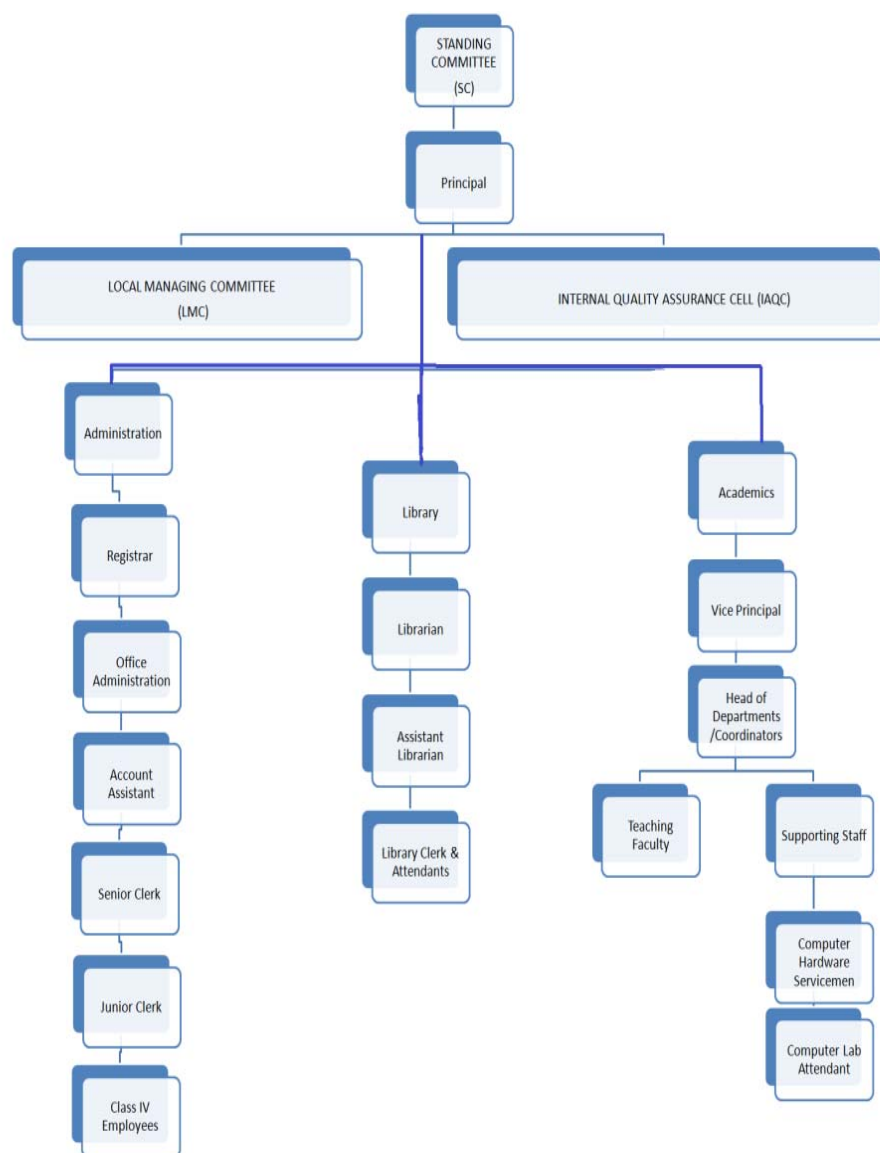 STANDING
COMMITTEE
(SC)
Principal
LOCAL MANAGING COMMITTEE
(LMC)
INTERNAL QUALITY ASSURANCE CELL (IAQC)
Administration
Registrar
Office
Administration
Account
Assistant
Senior Clerk
Junior Clerk
Class IV
Employees
Library
Librarian
Assistant
Librarian
Library Clerk &
Attendants
Academics
Vice Principal
Head of
Departments
/Coordinators
Teaching
Faculty
Supporting Staff
Computer
Hardware
Servicemen
Computer Lab
Attendant